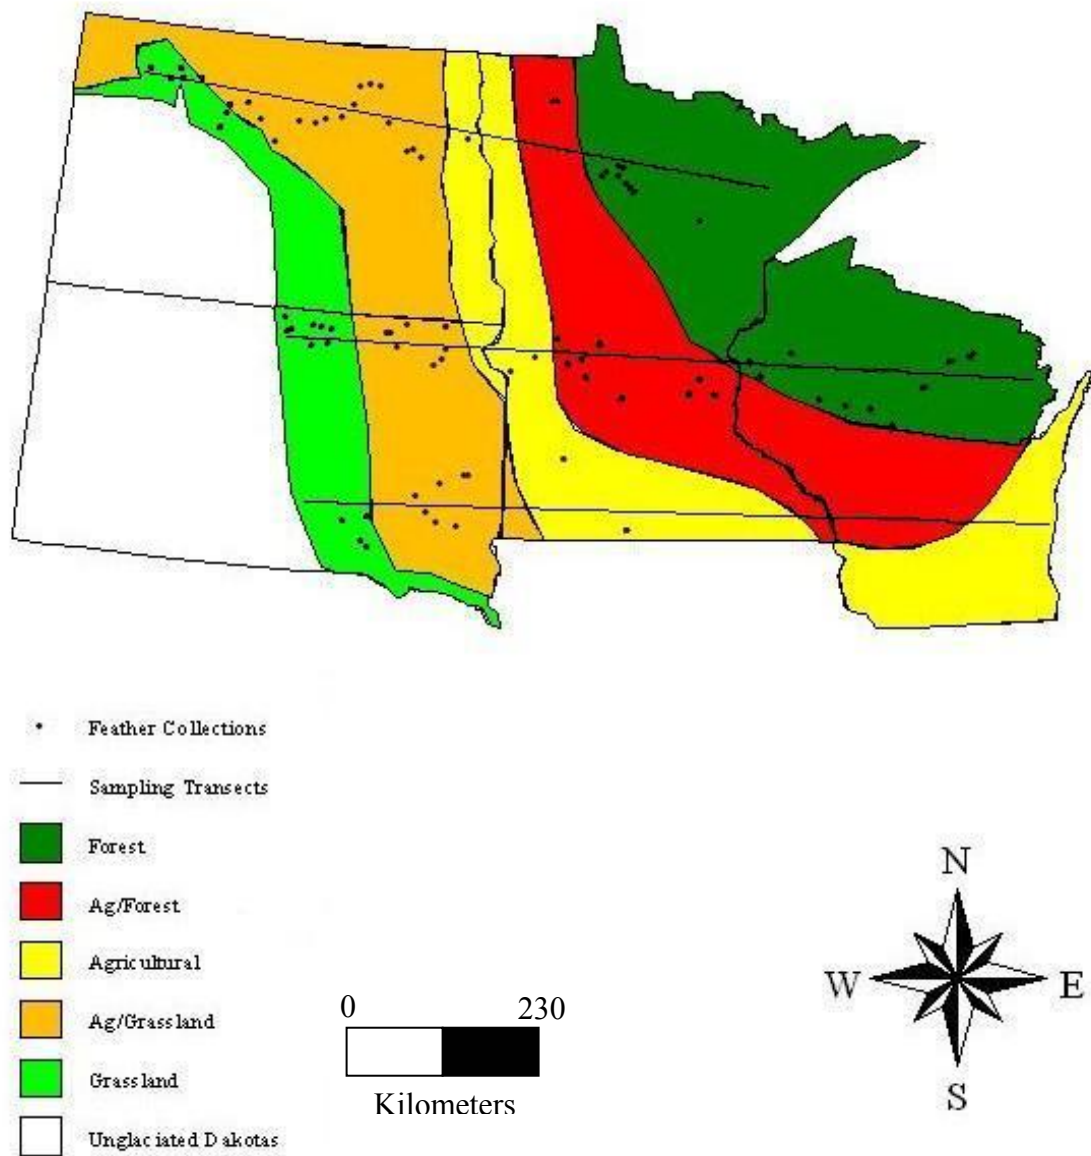 Feather Collections
Sampling Transects
Forest
Ag/Forest
Agricultural
Ag/Grassland
Grassland
Unglaciated Dakotas
0 230
Kilometers
N
W E
S